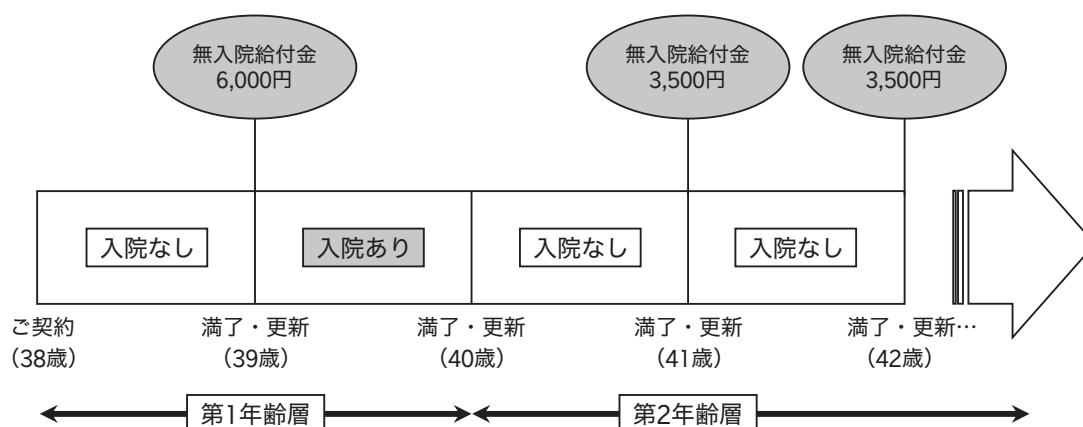 無入院給付金
6,000円
無入院給付金
3,500円
無入院給付金
3,500円
入院なし
入院あり
入院なし
入院なし
ご契約
（38歳）
満了・更新
（39歳）
満了・更新
（40歳）
満了・更新
（41歳）
満了・更新…
（42歳）
第1年齢層
第2年齢層